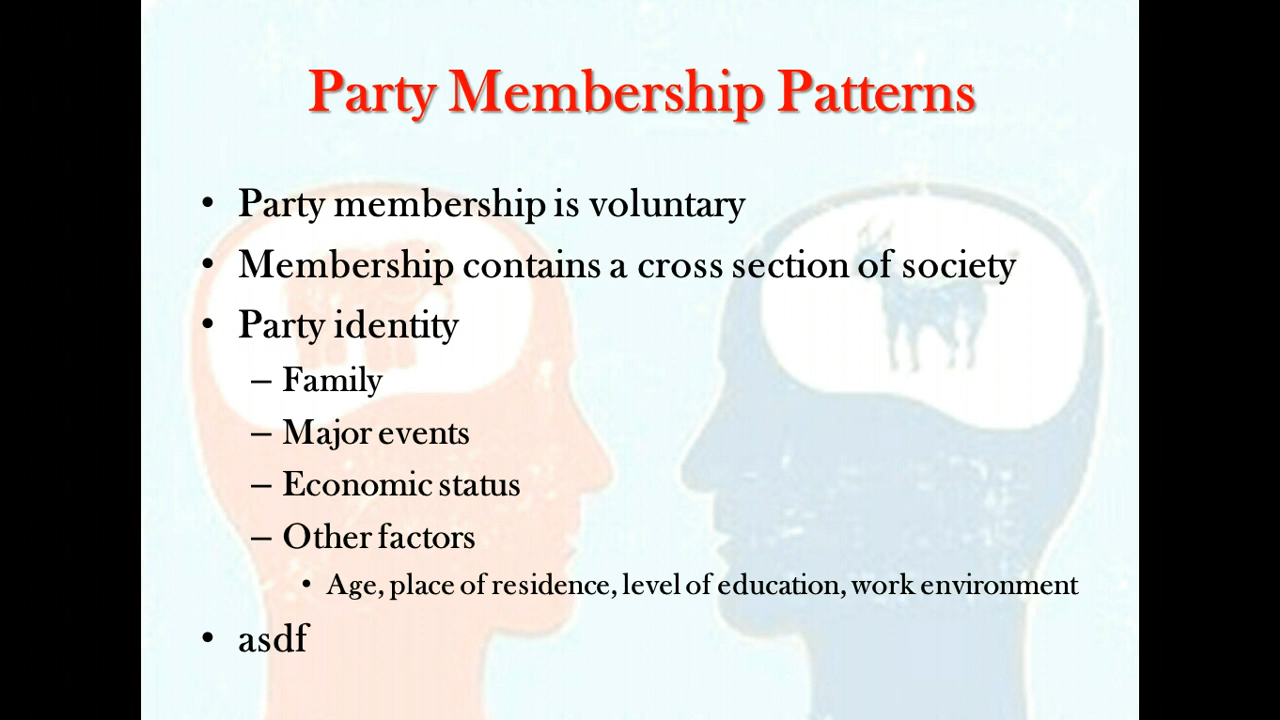 Party Membership Patterns
• Party membership is voluntary
• Membership contains a cross section of society
• Party identity
– Family
– Major events
– Economic status
– Other factors
• Age, place of residence, level of education, work environment
• asdf